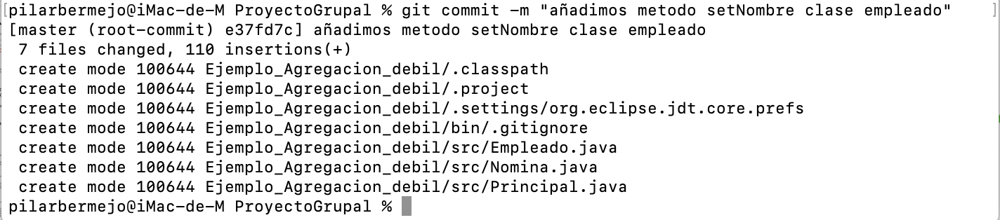 [pilarbermejo@iMac-de-M ProyectoGrupal % git commit -m "añadimos metodo setNombre clase empleado" ]
[master (root-commit) e37fd7c] añadimos metodo setNombre clase empleado
 7 files changed, 110 insertions(+)
 create mode 100644 Ejemplo_Agregacion_debil/.classpath
 create mode 100644 Ejemplo_Agregacion_debil/.project
 create mode 100644 Ejemplo_Agregacion_debil/.settings/org.eclipse.jdt.core.prefs
 create mode 100644 Ejemplo_Agregacion_debil/bin/.gitignore
 create mode 100644 Ejemplo_Agregacion_debil/src/Empleado.java
 create mode 100644 Ejemplo_Agregacion_debil/src/Nomina.java
 create mode 100644 Ejemplo_Agregacion_debil/src/Principal.java
pilarbermejo@iMac-de-M ProyectoGrupal %